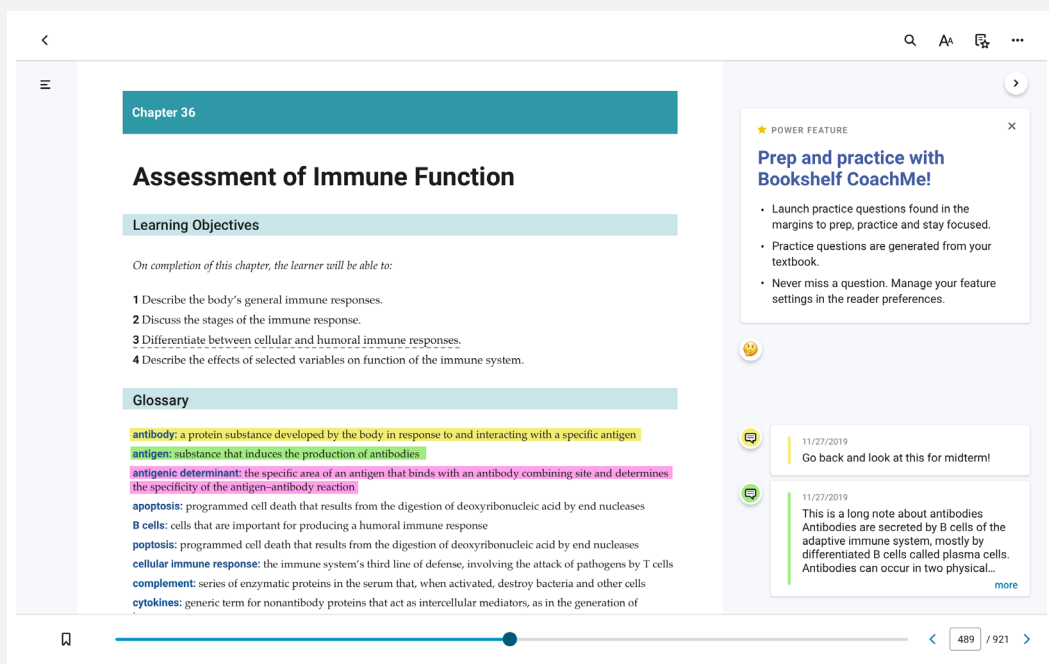 Chapter 36
Assessment of Immune Function
Learning Objectives
On completion of this chapter, the learner will be able to:
1 Describe the body's general immune responses.
2 Discuss the stages of the immune response.
3 Differentiate between cellular and humoral immune responses.
4 Describe the effects of selected variables on function of the immune system.
Glossary
antibody: a protein substance developed by the body in response to and interacting with a specific antigen
antigen: substance that induces the production of antibodies
antigenic determinant: the specific area of an antigen that binds with an antibody combining site and determines
the specificity of the antigen–antibody reaction
apoptosis: programmed cell death that results from the digestion of deoxyribonucleic acid by end nucleases
B cells: cells that are important for producing a humoral immune response
poptosis: programmed cell death that results from the digestion of deoxyribonucleic acid by end nucleases
cellular immune response: the immune system's third line of defense, involving the attack of pathogens by T cells
complement: series of enzymatic proteins in the serum that, when activated, destroy bacteria and other cells
cytokines: generic term for nonantibody proteins that act as intercellular mediators, as in the generation of
POWER FEATURE
Prep and practice with
Bookshelf CoachMe!
• Launch practice questions found in the
margins to prep, practice and stay focused.
• Practice questions are generated from your
textbook.
• Never miss a question. Manage your feature
settings in the reader preferences.
11/27/2019
Go back and look at this for midterm!
11/27/2019
This is a long note about antibodies
Antibodies are secreted by B cells of the
adaptive immune system, mostly by
differentiated B cells called plasma cells.
Antibodies can occur in two physical...
more
489 / 921